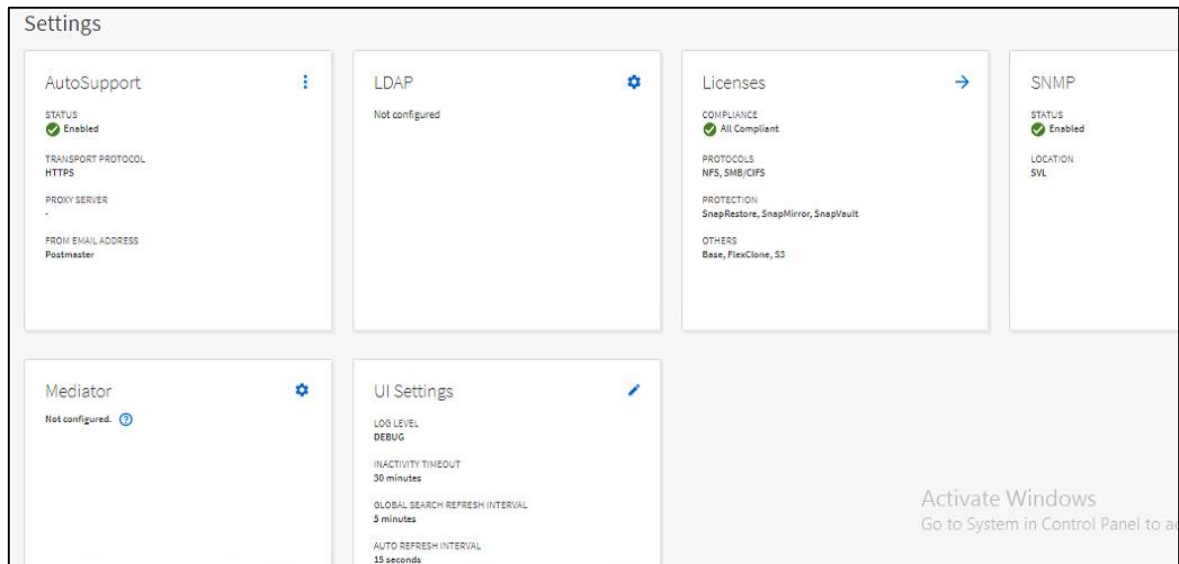 Settings
AutoSupport
STATUS
Enabled
TRANSPORT PROTOCOL
HTTPS
PROXY SERVER
-
FROM EMAIL ADDRESS
Postmaster
LDAP
Not configured
Licenses
COMPLIANCE
All Compliant
PROTOCOLS
NFS, SMB/CIFS
PROTECTION
SnapRestore, SnapMirror, SnapVault
OTHERS
Base, FlexClone, S3
SNMP
STATUS
Enabled
LOCATION
SVL
Mediator
Not configured. ?
UI Settings
LOG LEVEL
DEBUG
INACTIVITY TIMEOUT
30 minutes
GLOBAL SEARCH REFRESH INTERVAL
5 minutes
AUTO REFRESH INTERVAL
15 seconds
Activate Windows
Go to System in Control Panel to